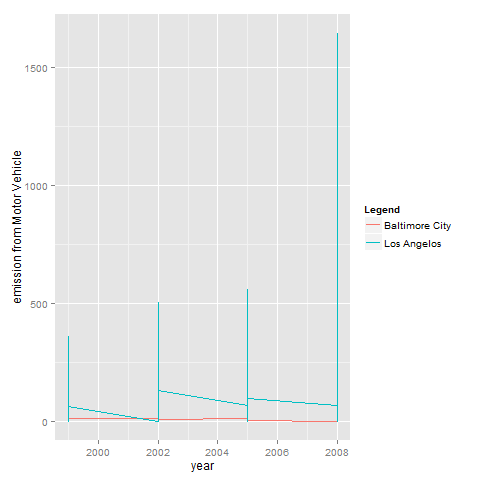 emission from Motor Vehicle
1500
1000
500
0
2000
2002
2004
2006
2008
year
Legend
Baltimore City
Los Angelos